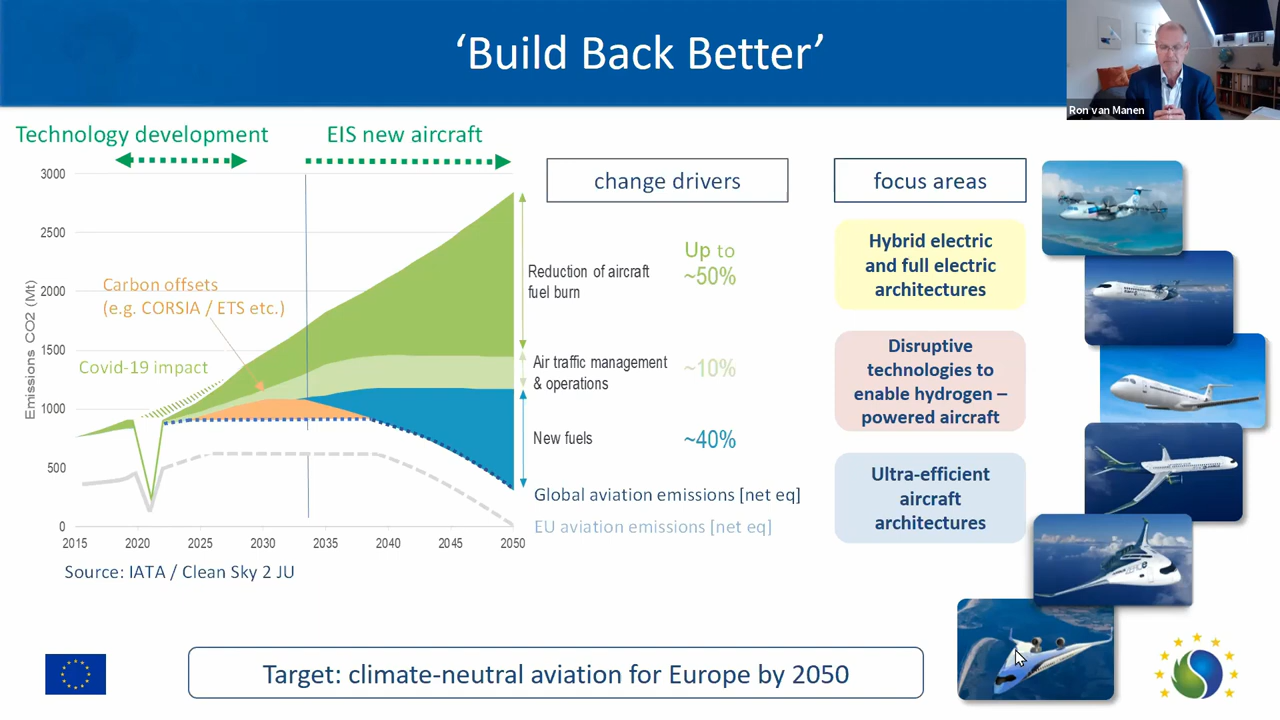 ‘Build Back Better’
Ron van Manen
Technology development
EIS new aircraft
3000
2500
2000
1500
1000
500
0
Emissions CO2 (Mt)
2015
2020
2025
2030
2035
2040
2045
2050
Carbon offsets
(e.g. CORSIA / ETS etc.)
Covid-19 impact
Source: IATA / Clean Sky 2 JU
change drivers
Reduction of aircraft
fuel burn
Up to
~50%
Air traffic management
& operations
~10%
New fuels
~40%
Global aviation emissions [net eq]
EU aviation emissions [net eq]
focus areas
Hybrid electric
and full electric
architectures
Disruptive
technologies to
enable hydrogen –
powered aircraft
Ultra-efficient
aircraft
architectures
Target: climate-neutral aviation for Europe by 2050